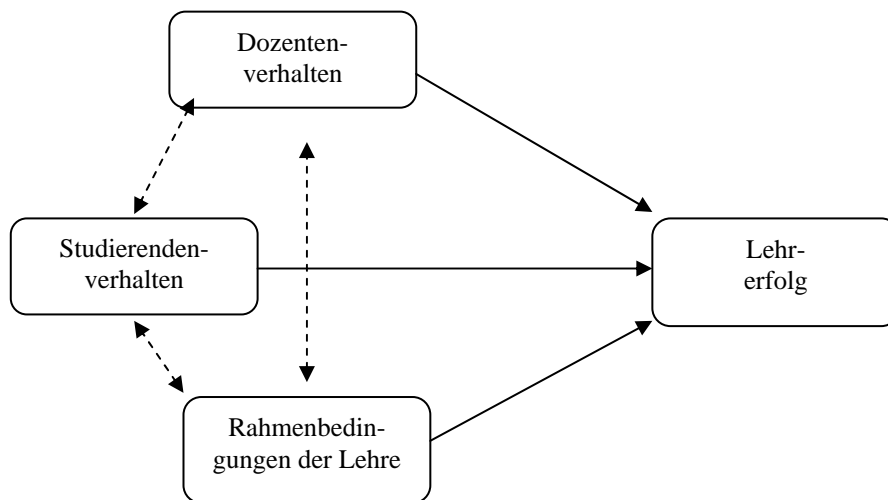 Dozenten-
verhalten
Studierenden-
verhalten
Lehr-
erfolg
Rahmenbedin-
gungen der Lehre